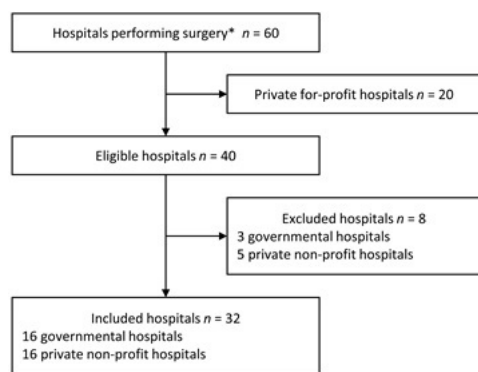 Hospitals performing surgery* n = 60
Private for-profit hospitals n = 20
Eligible hospitals n = 40
Excluded hospitals n = 8
3 governmental hospitals
5 private non-profit hospitals
Included hospitals n = 32
16 governmental hospitals
16 private non-profit hospitals